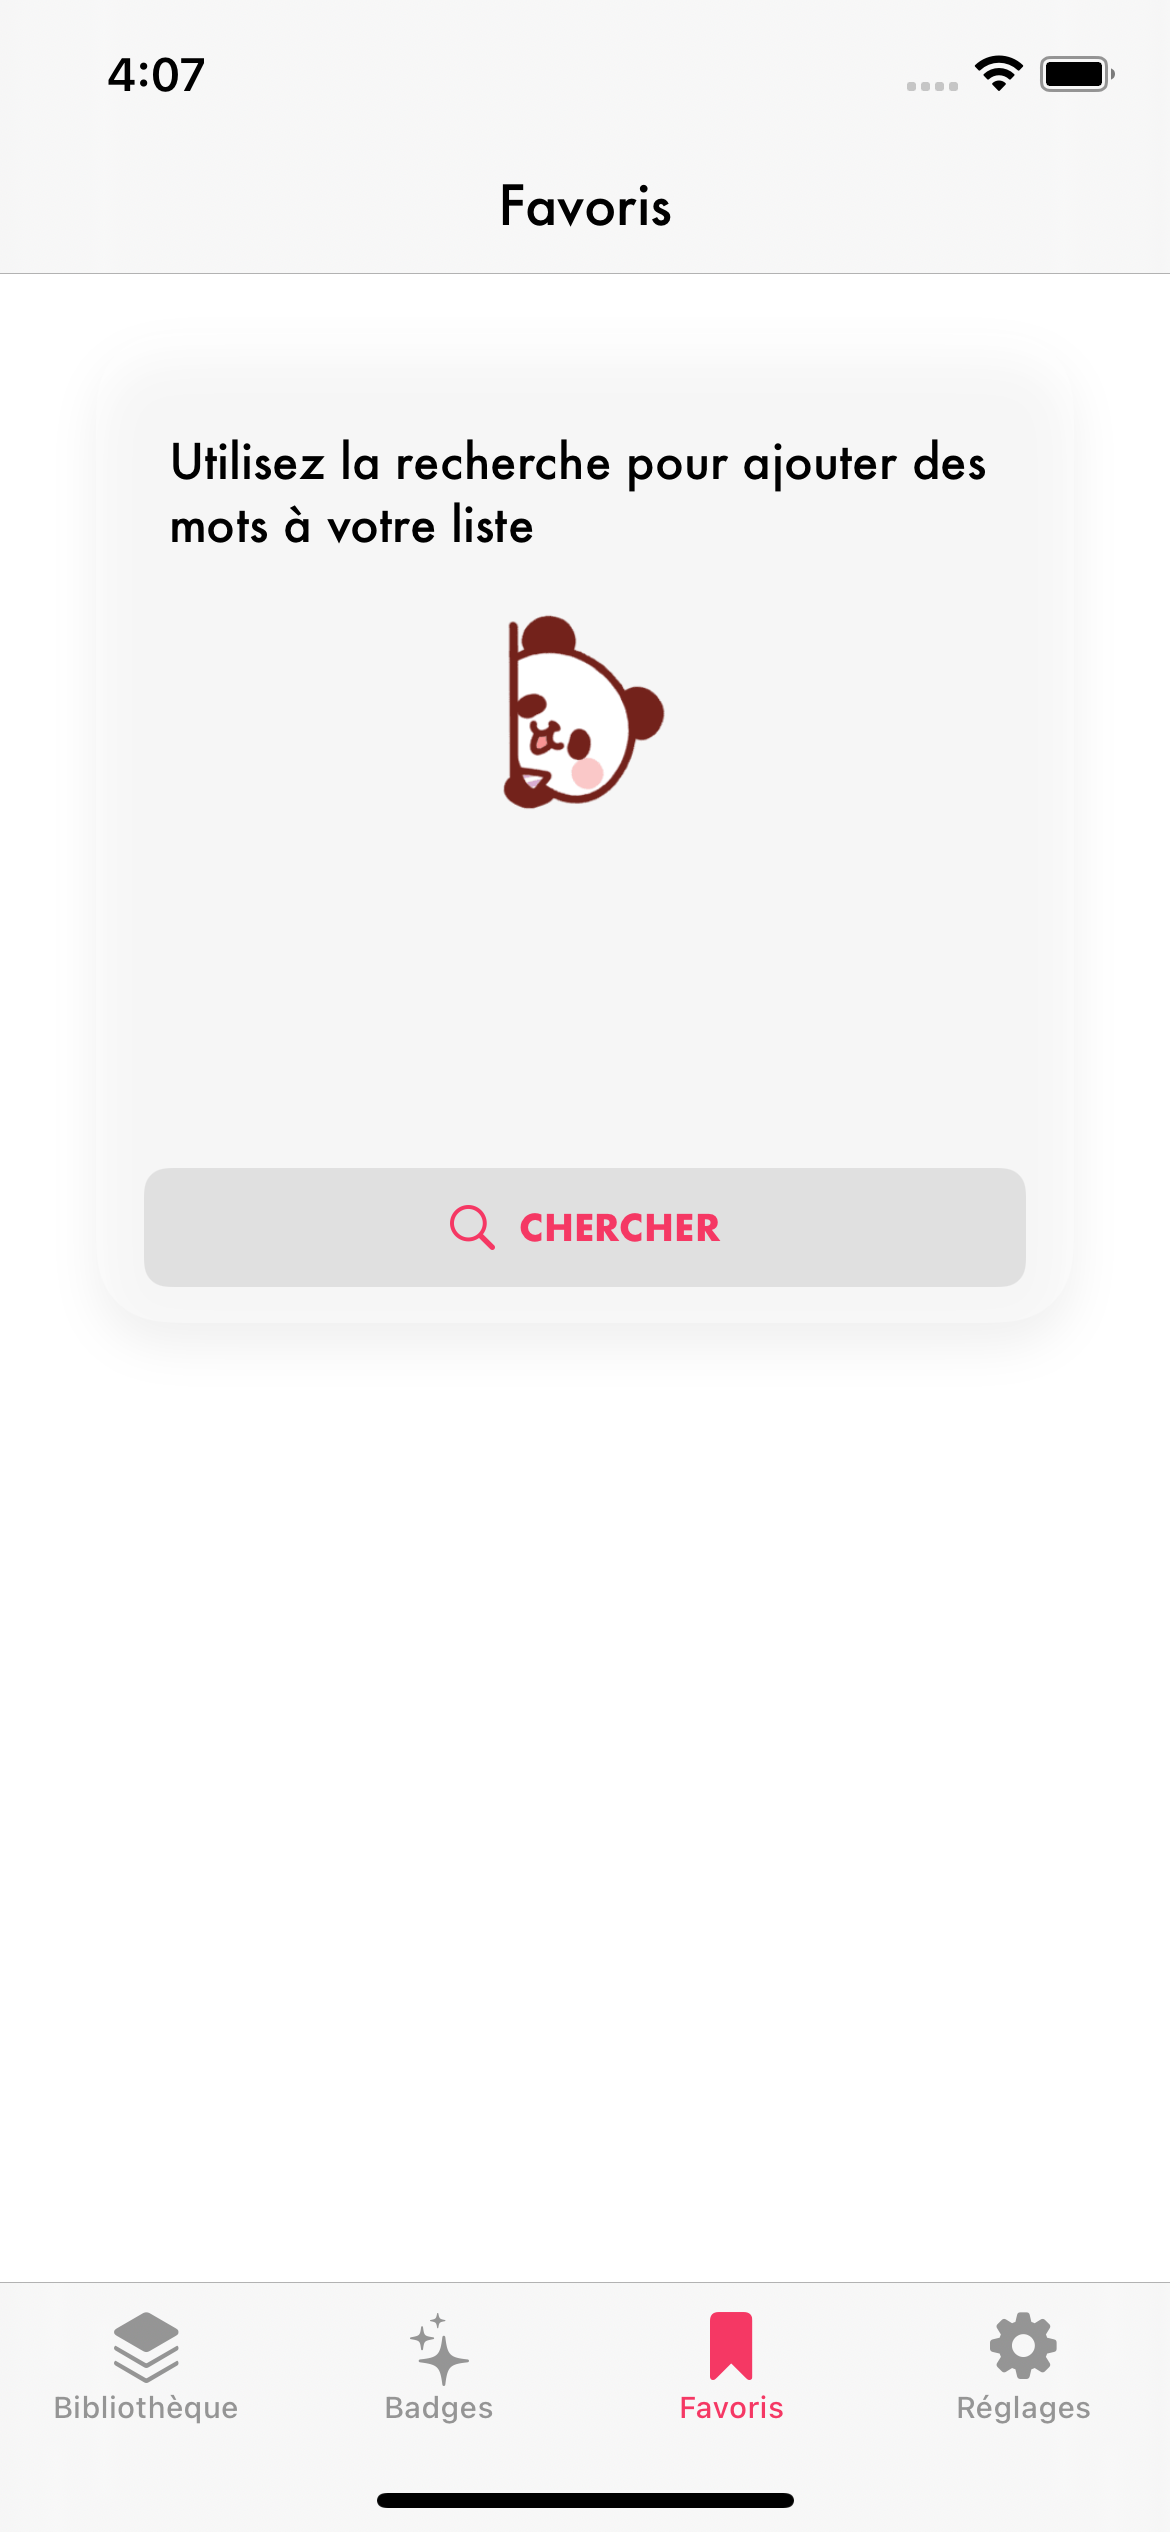 4:07
Favoris
Utilisez la recherche pour ajouter des
mots à votre liste
CHERCHER
Bibliothèque
Badges
Favoris
Réglages